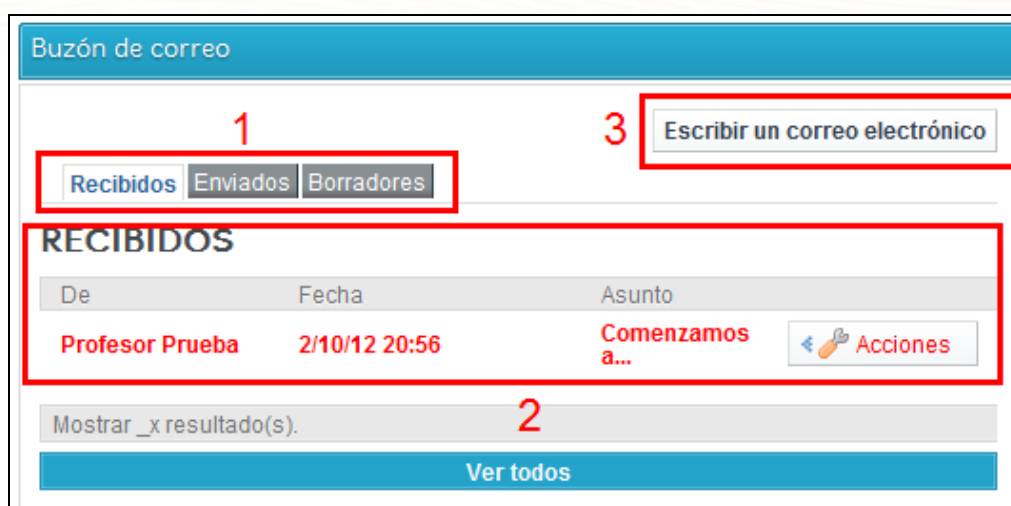 Buzón de correo
1
3
Escribir un correo electrónico
Recibidos Enviados Borradores
RECIBIDOS
De Fecha Asunto
Profesor Prueba 2/10/12 20:56 Comenzamos a... Acciones
Mostrar _x resultado(s).
2
Ver todos